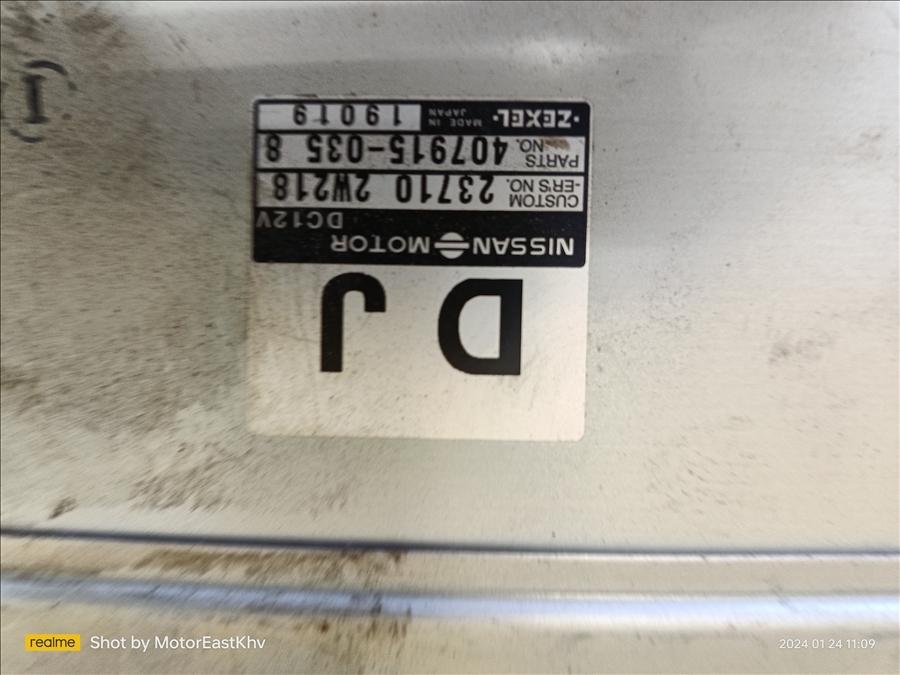 D J
NISSAN MOTOR
DC12V
CUSTOM
-ER'S NO. 23710 2W218
PARTS
NO. 407915-035 8
·ZEXEL· MADE IN JAPAN 19019
I
realme Shot by MotorEastKhv
2024 01 24 11:09